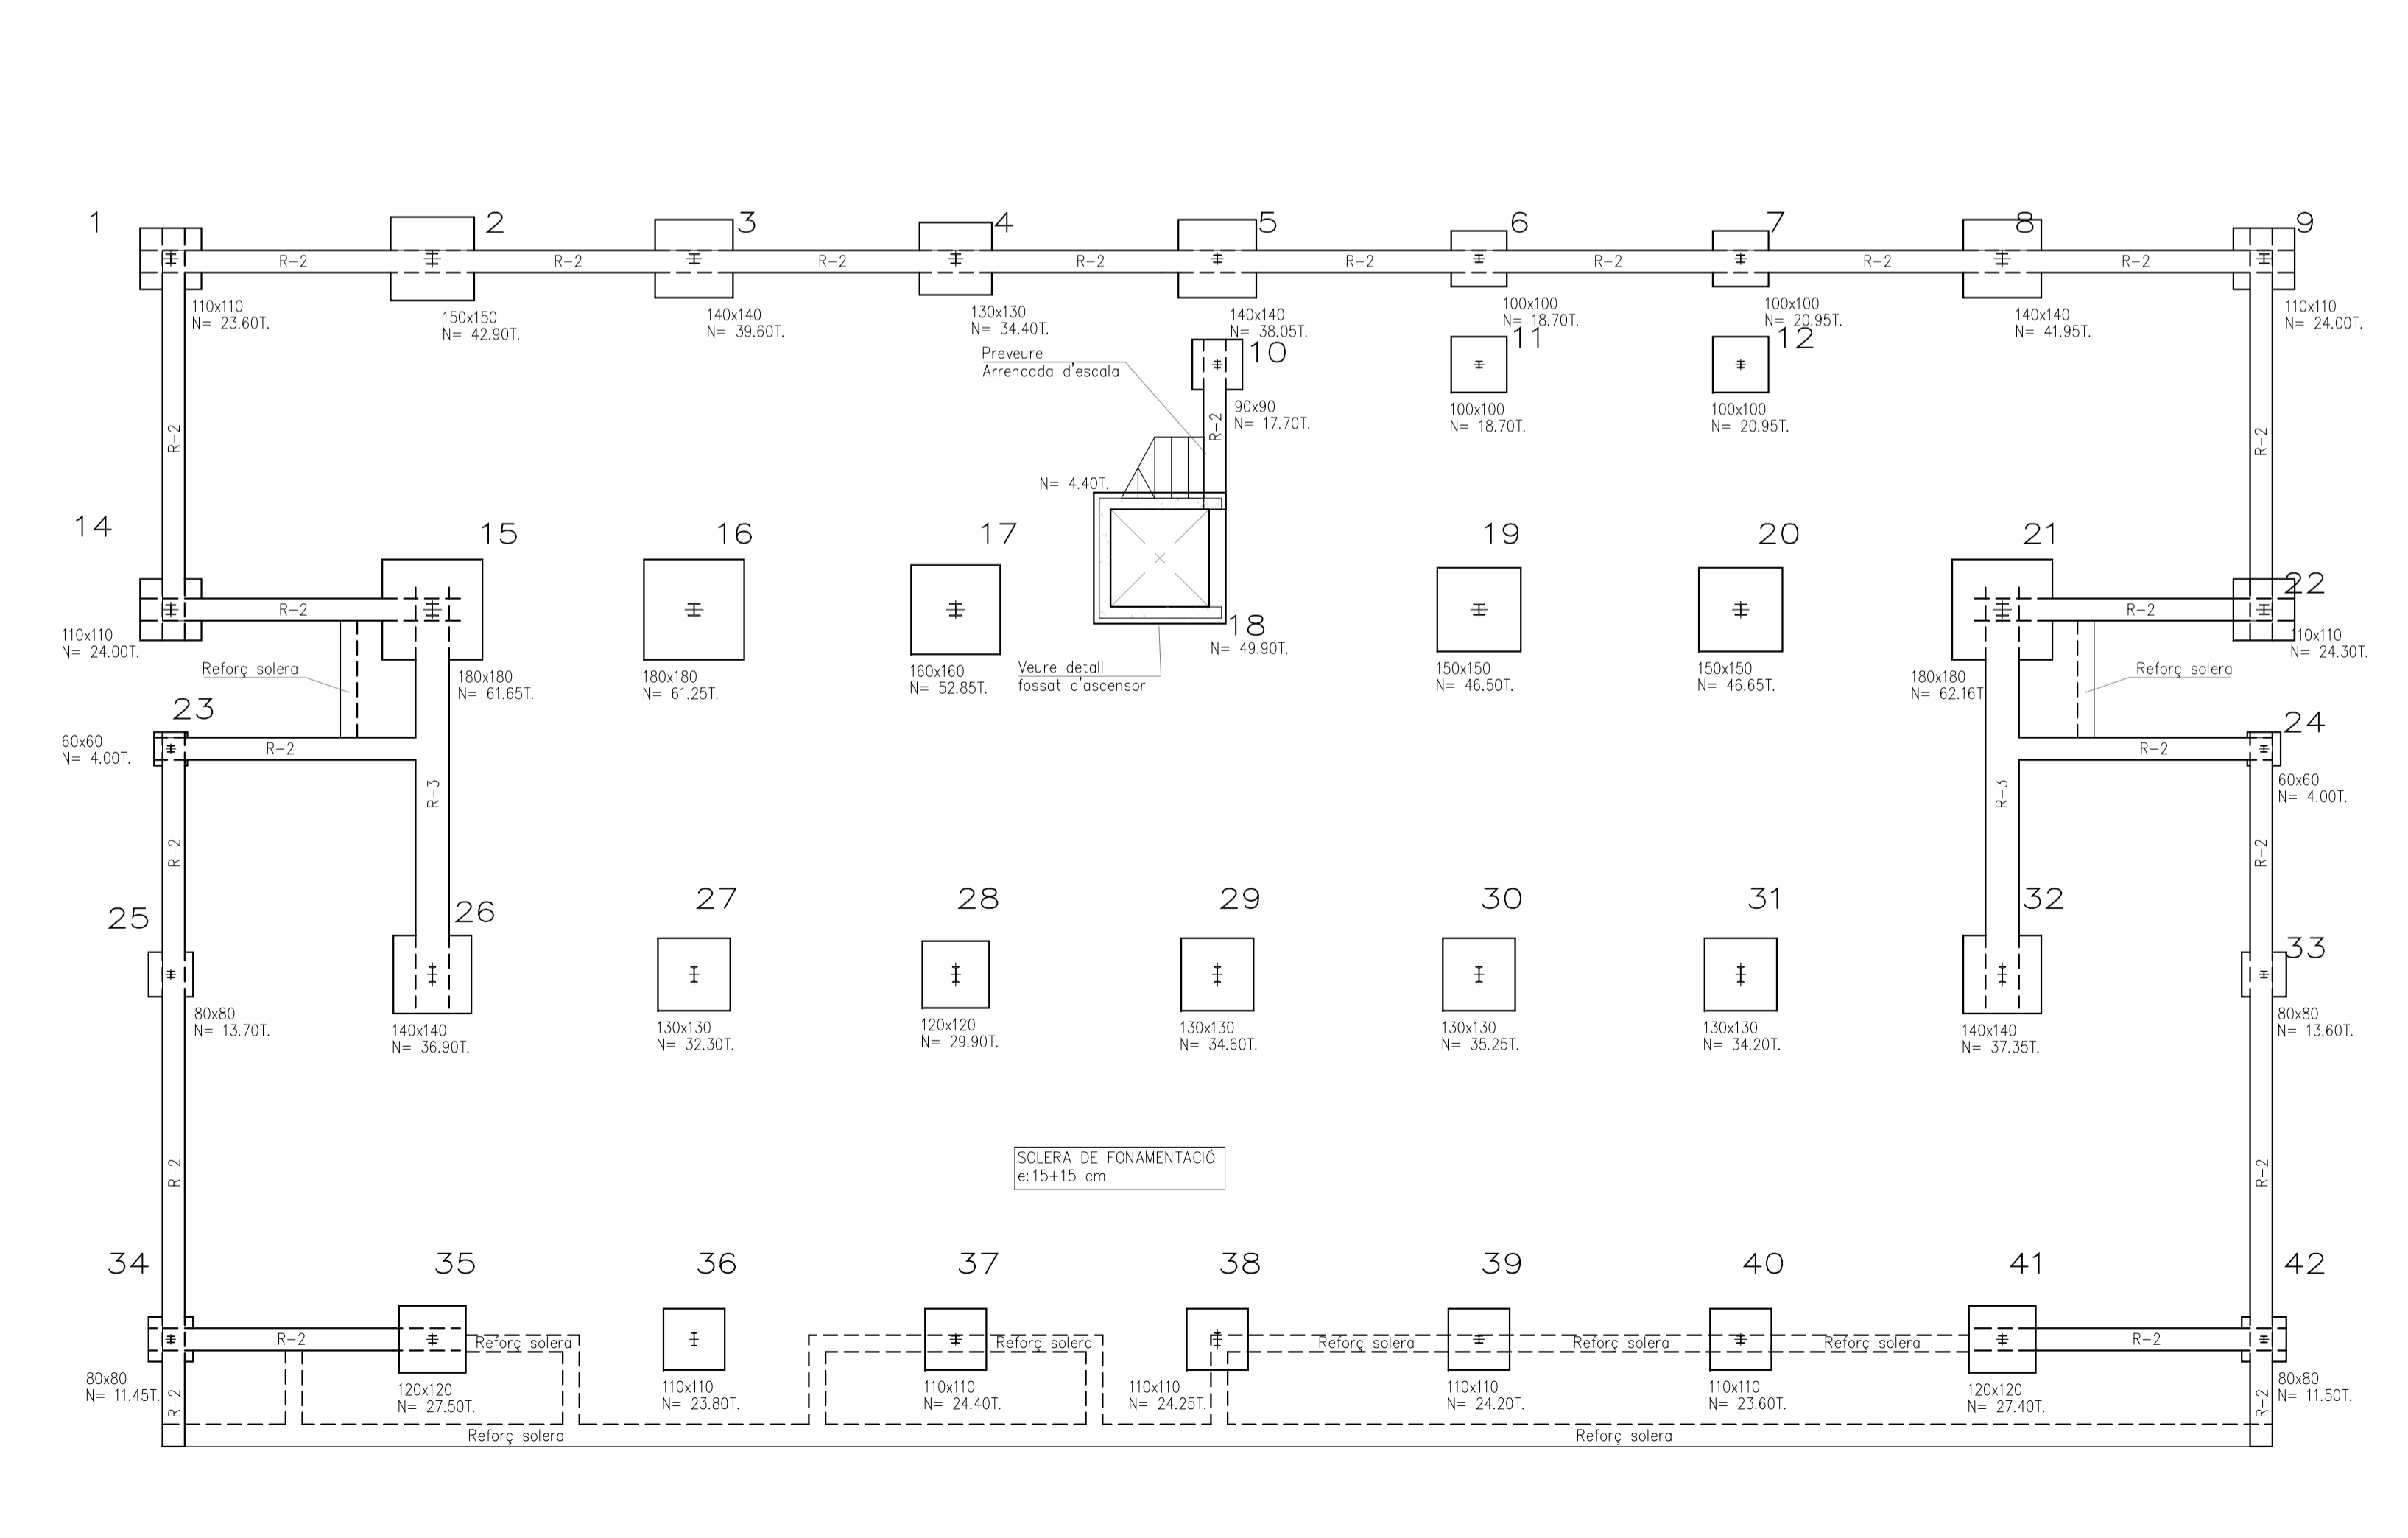 1
2
3
4
5
6
7
8
9
R-2
R-2
R-2
R-2
R-2
R-2
R-2
R-2
110x110
N= 23.60T.
150x150
N= 42.90T.
140x140
N= 39.60T.
130x130
N= 34.40T.
140x140
N= 38.05T.
100x100
N= 18.70T.
100x100
N= 20.95T.
140x140
N= 41.95T.
110x110
N= 24.00T.
10
11
12
Preveure
Arrencada d'escala
90x90
N= 17.70T.
100x100
N= 18.70T.
100x100
N= 20.95T.
R-2
R-2
R-2
N= 4.40T.
14
15
16
17
18
19
20
21
22
R-2
R-2
110x110
N= 24.00T.
180x180
N= 61.65T.
180x180
N= 61.25T.
160x160
N= 52.85T.
N= 49.90T.
150x150
N= 46.50T.
150x150
N= 46.65T.
180x180
N= 62.16T
110x110
N= 24.30T.
Reforç solera
Veure detall
fossat d'ascensor
Reforç solera
23
24
60x60
N= 4.00T.
R-2
R-2
60x60
N= 4.00T.
R-3
R-3
R-2
R-2
25
26
27
28
29
30
31
32
33
80x80
N= 13.70T.
140x140
N= 36.90T.
130x130
N= 32.30T.
120x120
N= 29.90T.
130x130
N= 34.60T.
130x130
N= 35.25T.
130x130
N= 34.20T.
140x140
N= 37.35T.
80x80
N= 13.60T.
R-2
R-2
SOLERA DE FONAMENTACIÓ
e:15+15 cm
34
35
36
37
38
39
40
41
42
R-2
Reforç solera
Reforç solera
Reforç solera
Reforç solera
Reforç solera
R-2
80x80
N= 11.45T.
120x120
N= 27.50T.
110x110
N= 23.80T.
110x110
N= 24.40T.
110x110
N= 24.25T.
110x110
N= 24.20T.
110x110
N= 23.60T.
120x120
N= 27.40T.
80x80
N= 11.50T.
R-2
R-2
Reforç solera
Reforç solera